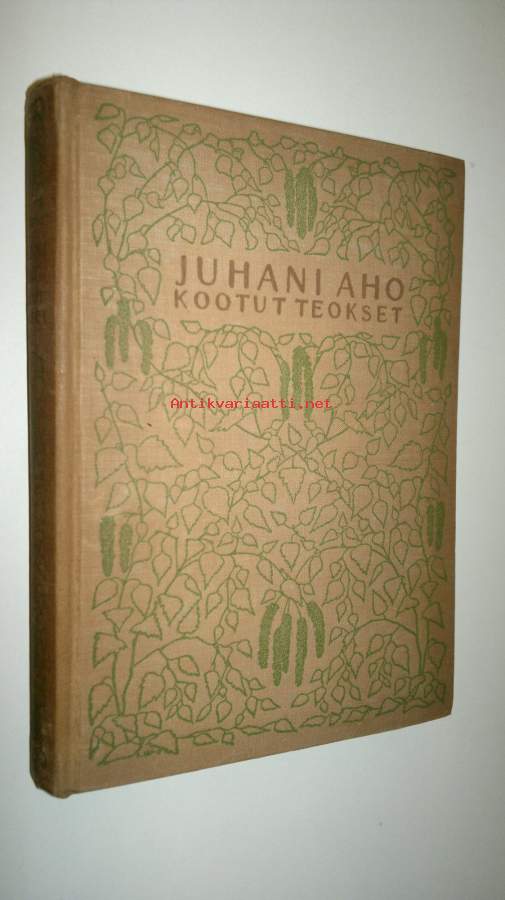 JUHANI AHO
KOOTUT TEOKSET
Antikvariaatti.net